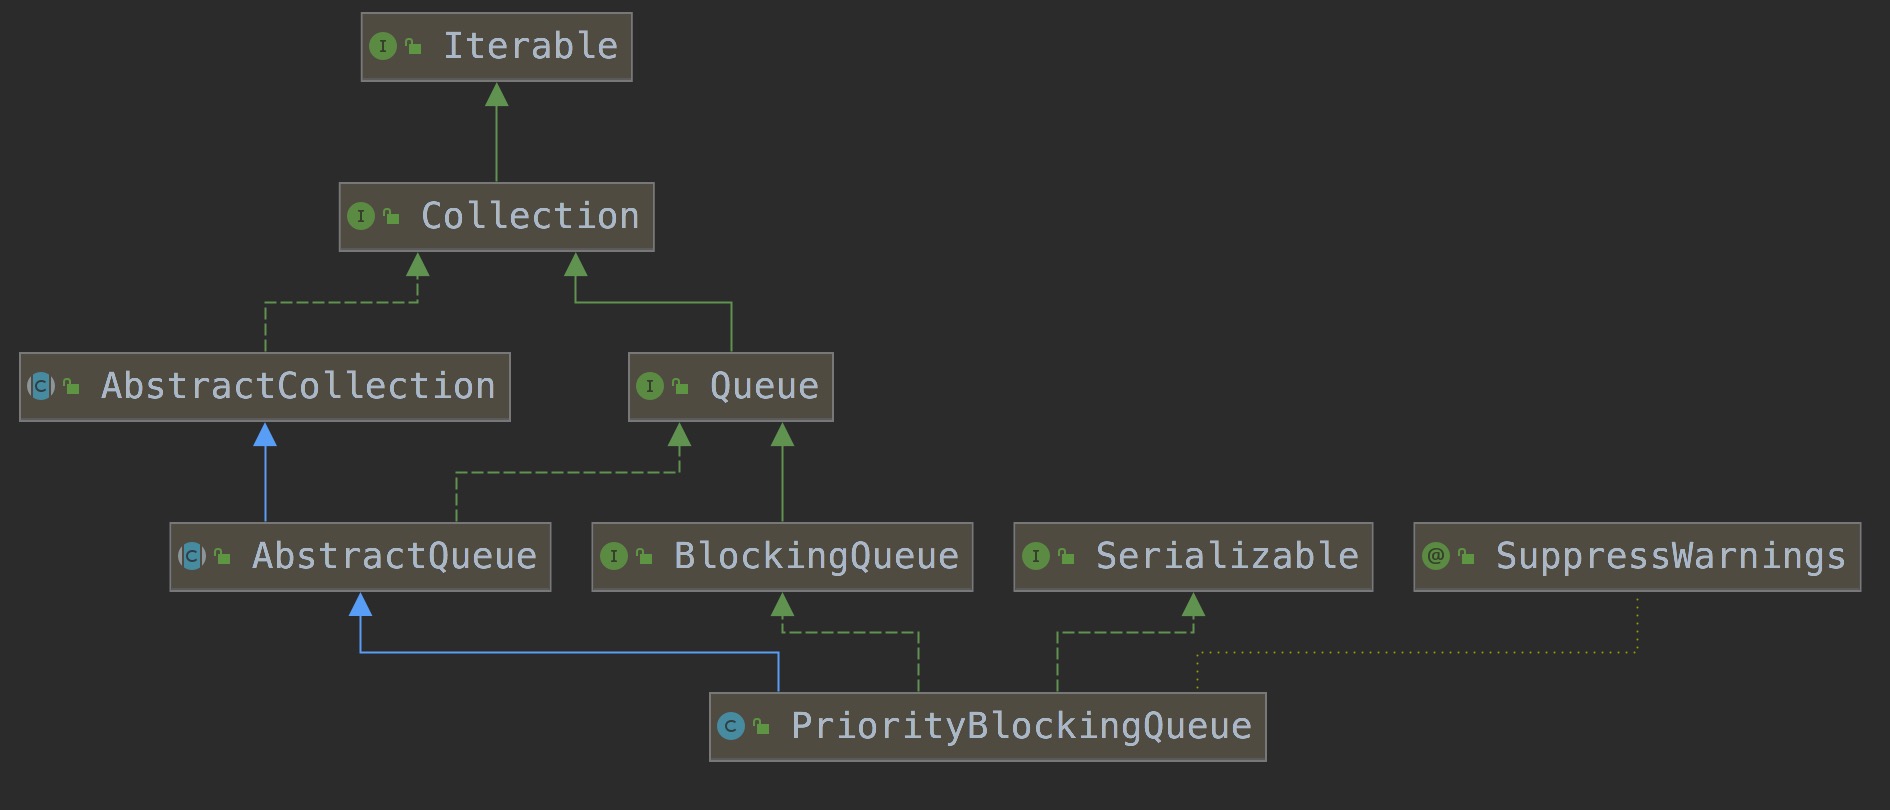 I Iterable
I Collection
C AbstractCollection
I Queue
C AbstractQueue
I BlockingQueue
I Serializable
@ SuppressWarnings
C PriorityBlockingQueue